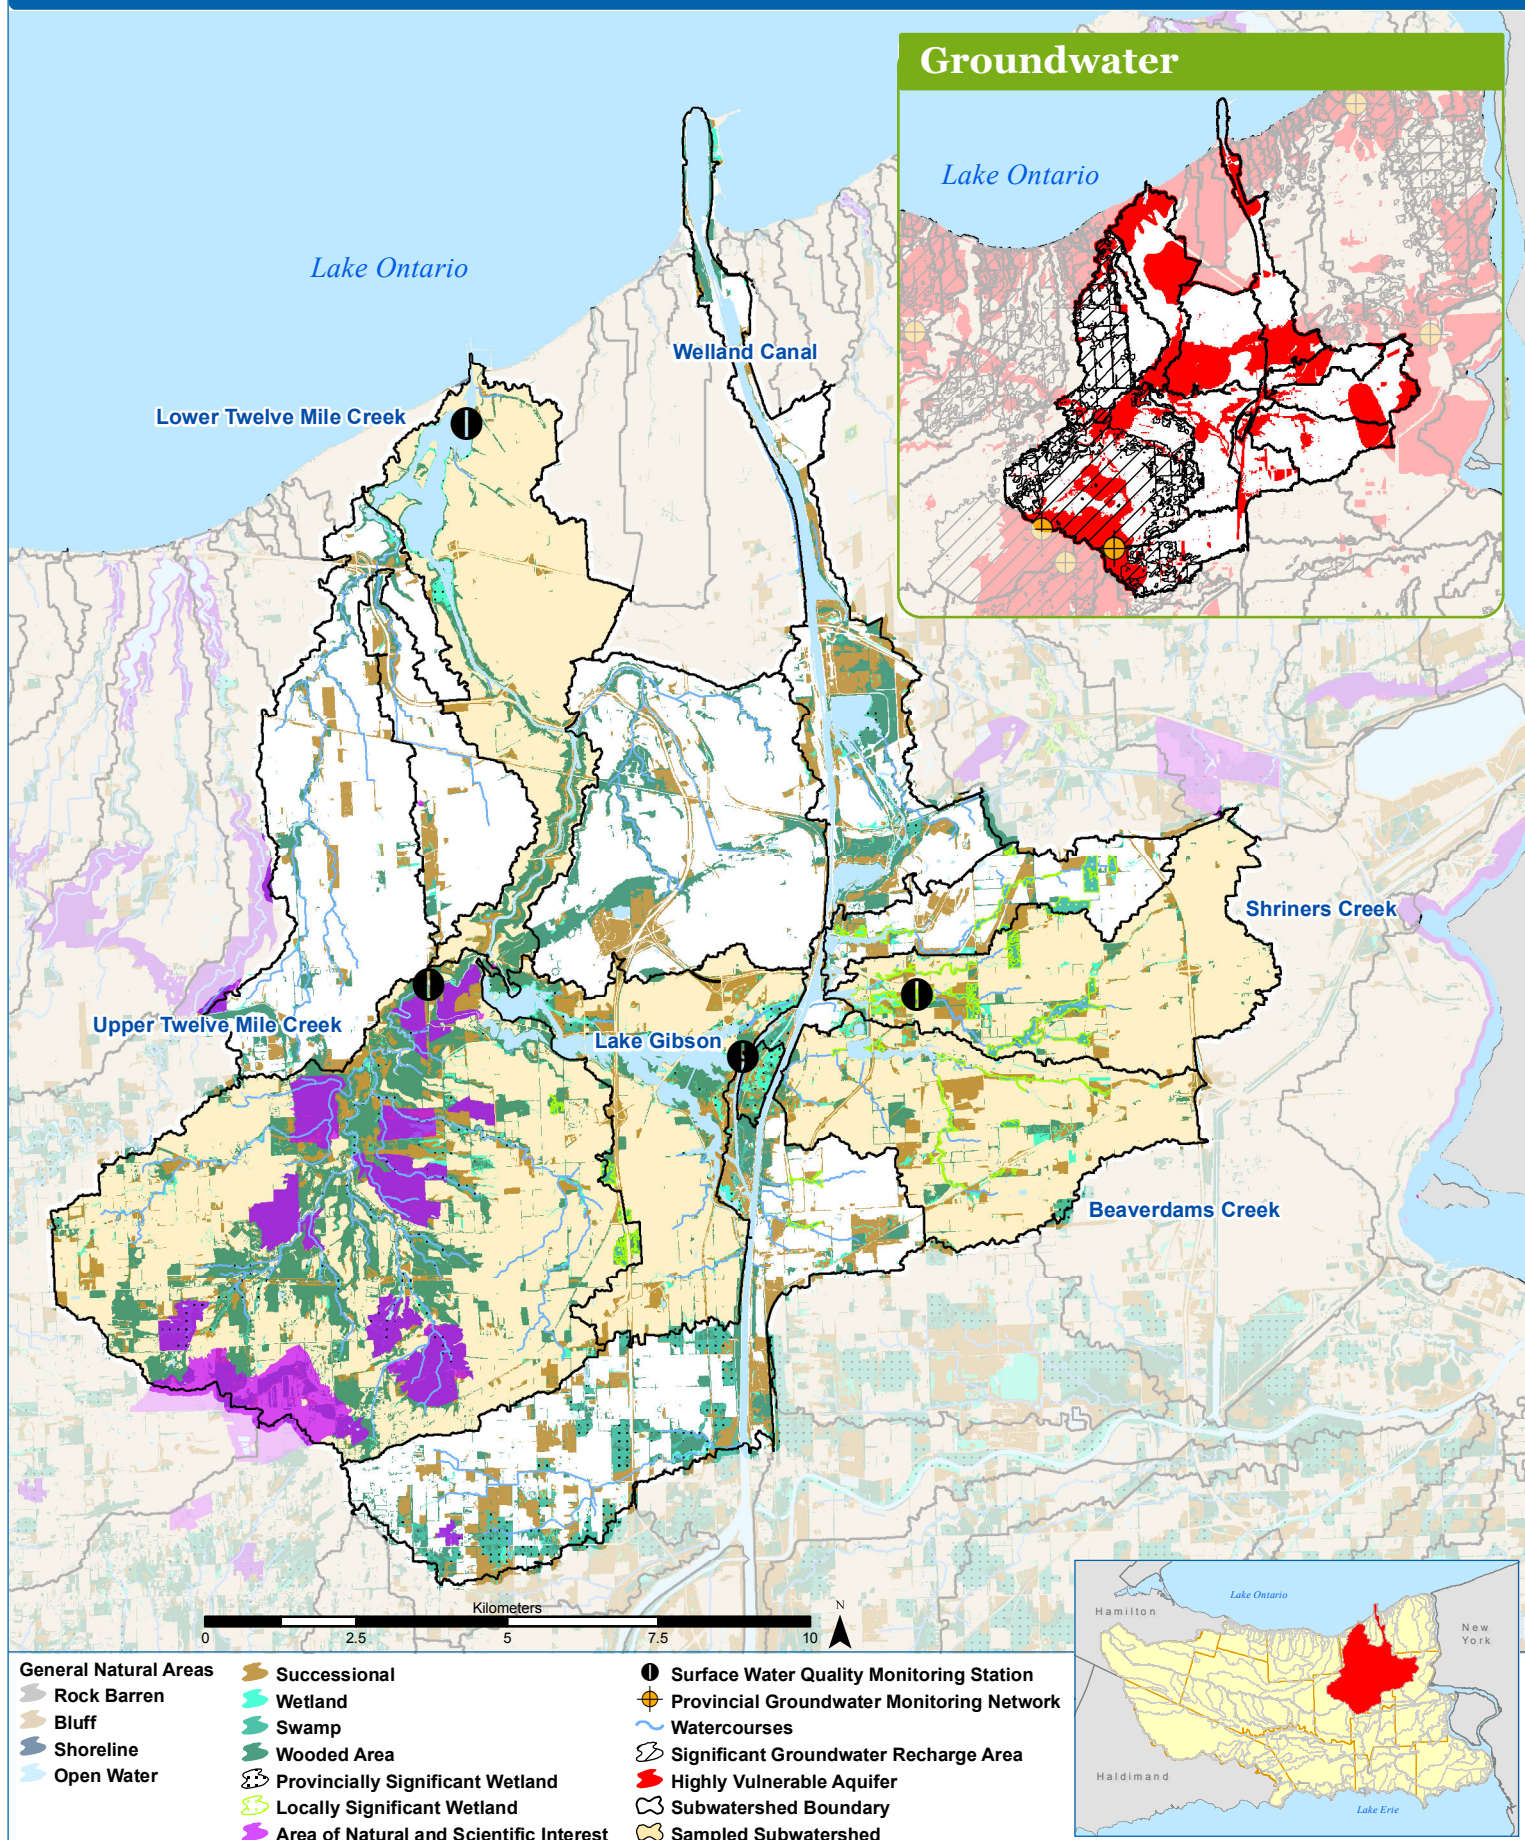 Groundwater
Lake Ontario
Lake Ontario
Welland Canal
Lower Twelve Mile Creek
Shriners Creek
Upper Twelve Mile Creek
Lake Gibson
Beaverdams Creek
Kilometers
0 2.5 5 7.5 10
N
General Natural Areas
Rock Barren
Bluff
Shoreline
Open Water
Successional
Wetland
Swamp
Wooded Area
Provincially Significant Wetland
Locally Significant Wetland
Area of Natural and Scientific Interest
Surface Water Quality Monitoring Station
Provincial Groundwater Monitoring Network
Watercourses
Significant Groundwater Recharge Area
Highly Vulnerable Aquifer
Subwatershed Boundary
Sampled Subwatershed
Lake Ontario
Hamilton
New
York
Haldimand
Lake Erie